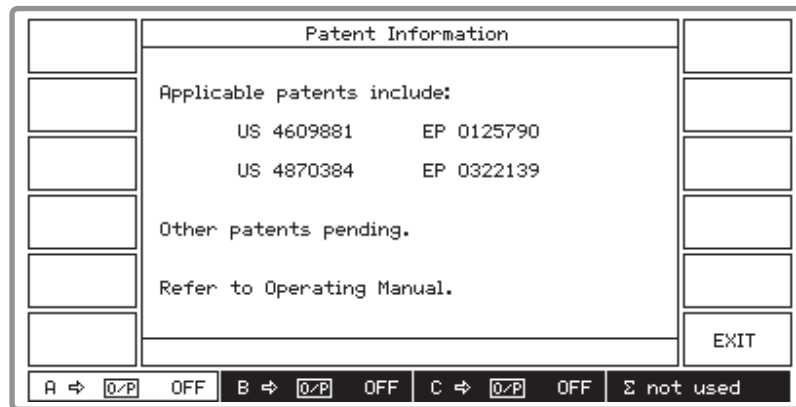 Patent Information
Applicable patents include:
US 4609881 EP 0125790
US 4870384 EP 0322139
Other patents pending.
Refer to Operating Manual.
EXIT
A ⇨ O/P OFF B ⇨ O/P OFF C ⇨ O/P OFF Σ not used